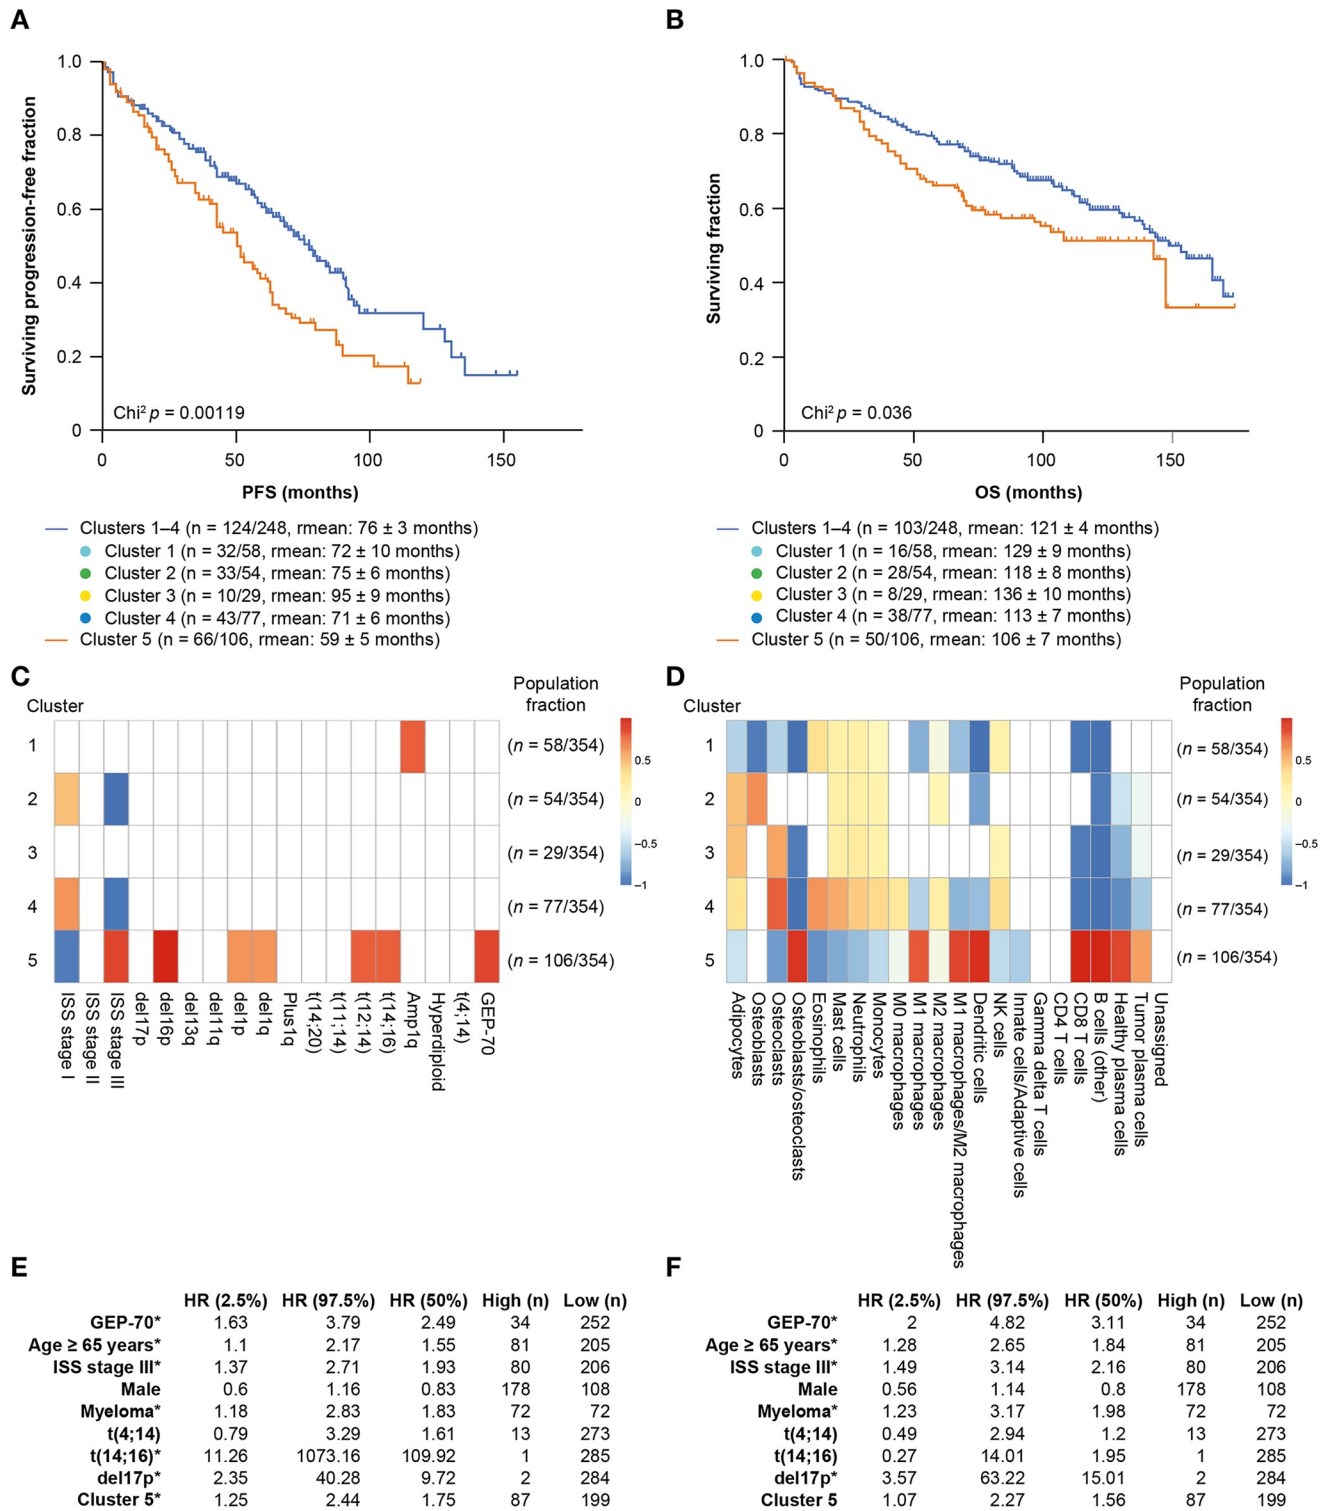 A
1.0
0.8
0.6
0.4
0.2
0
Surviving progression-free fraction
Chi² p = 0.00119
0 50 100 150
PFS (months)
Clusters 1–4 (n = 124/248, rmean: 76 ± 3 months)
Cluster 1 (n = 32/58, rmean: 72 ± 10 months)
Cluster 2 (n = 33/54, rmean: 75 ± 6 months)
Cluster 3 (n = 10/29, rmean: 95 ± 9 months)
Cluster 4 (n = 43/77, rmean: 71 ± 6 months)
Cluster 5 (n = 66/106, rmean: 59 ± 5 months)
B
1.0
0.8
0.6
0.4
0.2
0
Surviving fraction
Chi² p = 0.036
0 50 100 150
OS (months)
Clusters 1–4 (n = 103/248, rmean: 121 ± 4 months)
Cluster 1 (n = 16/58, rmean: 129 ± 9 months)
Cluster 2 (n = 28/54, rmean: 118 ± 8 months)
Cluster 3 (n = 8/29, rmean: 136 ± 10 months)
Cluster 4 (n = 38/77, rmean: 113 ± 7 months)
Cluster 5 (n = 50/106, rmean: 106 ± 7 months)
C
Cluster
Population
fraction
1 (n = 58/354)
2 (n = 54/354)
3 (n = 29/354)
4 (n = 77/354)
5 (n = 106/354)
0.5
0
−0.5
−1
ISS stage I
ISS stage II
ISS stage III
del17p
del16p
del13q
del11q
del1p
del1q
Plus1q
t(14;20)
t(11;14)
t(12;14)
t(14;16)
Amp1q
Hyperdiploid
t(4;14)
GEP-70
D
Cluster
Population
fraction
1 (n = 58/354)
2 (n = 54/354)
3 (n = 29/354)
4 (n = 77/354)
5 (n = 106/354)
0.5
0
−0.5
−1
Adipocytes
Osteoblasts
Osteoclasts
Osteoblasts/osteoclasts
Eosinophils
Mast cells
Neutrophils
Monocytes
M0 macrophages
M1 macrophages
M2 macrophages
M1 macrophages/M2 macrophages
Dendritic cells
NK cells
Innate cells/Adaptive cells
Gamma delta T cells
CD4 T cells
CD8 T cells
B cells (other)
Healthy plasma cells
Tumor plasma cells
Unassigned
E
HR (2.5%) HR (97.5%) HR (50%) High (n) Low (n)
GEP-70* 1.63 3.79 2.49 34 252
Age ≥ 65 years* 1.1 2.17 1.55 81 205
ISS stage III* 1.37 2.71 1.93 80 206
Male 0.6 1.16 0.83 178 108
Myeloma* 1.18 2.83 1.83 72 72
t(4;14) 0.79 3.29 1.61 13 273
t(14;16)* 11.26 1073.16 109.92 1 285
del17p* 2.35 40.28 9.72 2 284
Cluster 5* 1.25 2.44 1.75 87 199
F
HR (2.5%) HR (97.5%) HR (50%) High (n) Low (n)
GEP-70* 2 4.82 3.11 34 252
Age ≥ 65 years* 1.28 2.65 1.84 81 205
ISS stage III* 1.49 3.14 2.16 80 206
Male 0.56 1.14 0.8 178 108
Myeloma* 1.23 3.17 1.98 72 72
t(4;14) 0.49 2.94 1.2 13 273
t(14;16) 0.27 14.01 1.95 1 285
del17p* 3.57 63.22 15.01 2 284
Cluster 5 1.07 2.27 1.56 87 199